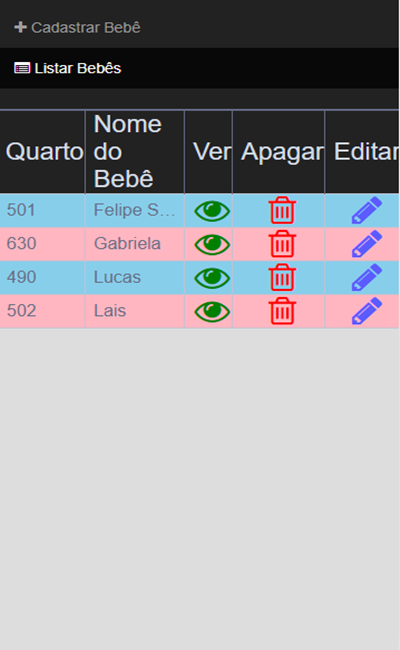 Cadastrar Bebê
Listar Bebês
Quarto Nome do Bebê Ver Apagar Editar
501 Felipe S...
630 Gabriela
490 Lucas
502 Lais